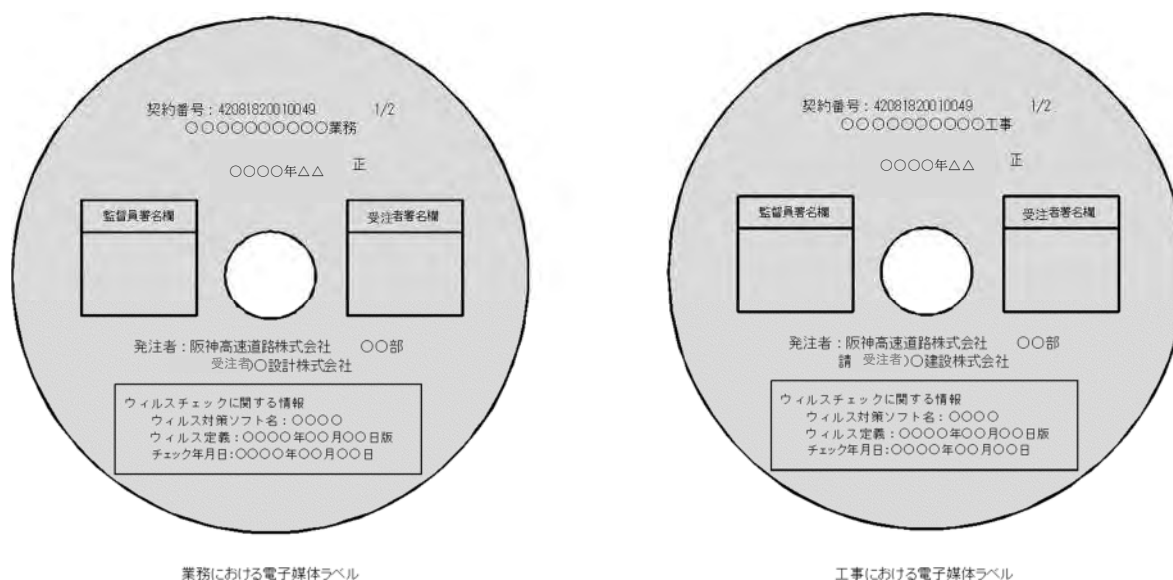 契約番号：42081820010049　1/2
○○○○○○○○○○業務
○○○○年△△　正
監督員署名欄　受注者署名欄
発注者：阪神高速道路株式会社　○○部
受注者)○設計株式会社
ウィルスチェックに関する情報
ウィルス対策ソフト名：○○○○
ウィルス定義：○○○○年○○月○○日版
チェック年月日:○○○○年○○月○○日
業務における電子媒体ラベル
契約番号：42081820010049　1/2
○○○○○○○○○○工事
○○○○年△△　正
監督員署名欄　受注者署名欄
発注者：阪神高速道路株式会社　○○部
請 受注者)○建設株式会社
ウィルスチェックに関する情報
ウィルス対策ソフト名：○○○○
ウィルス定義：○○○○年○○月○○日版
チェック年月日:○○○○年○○月○○日
工事における電子媒体ラベル